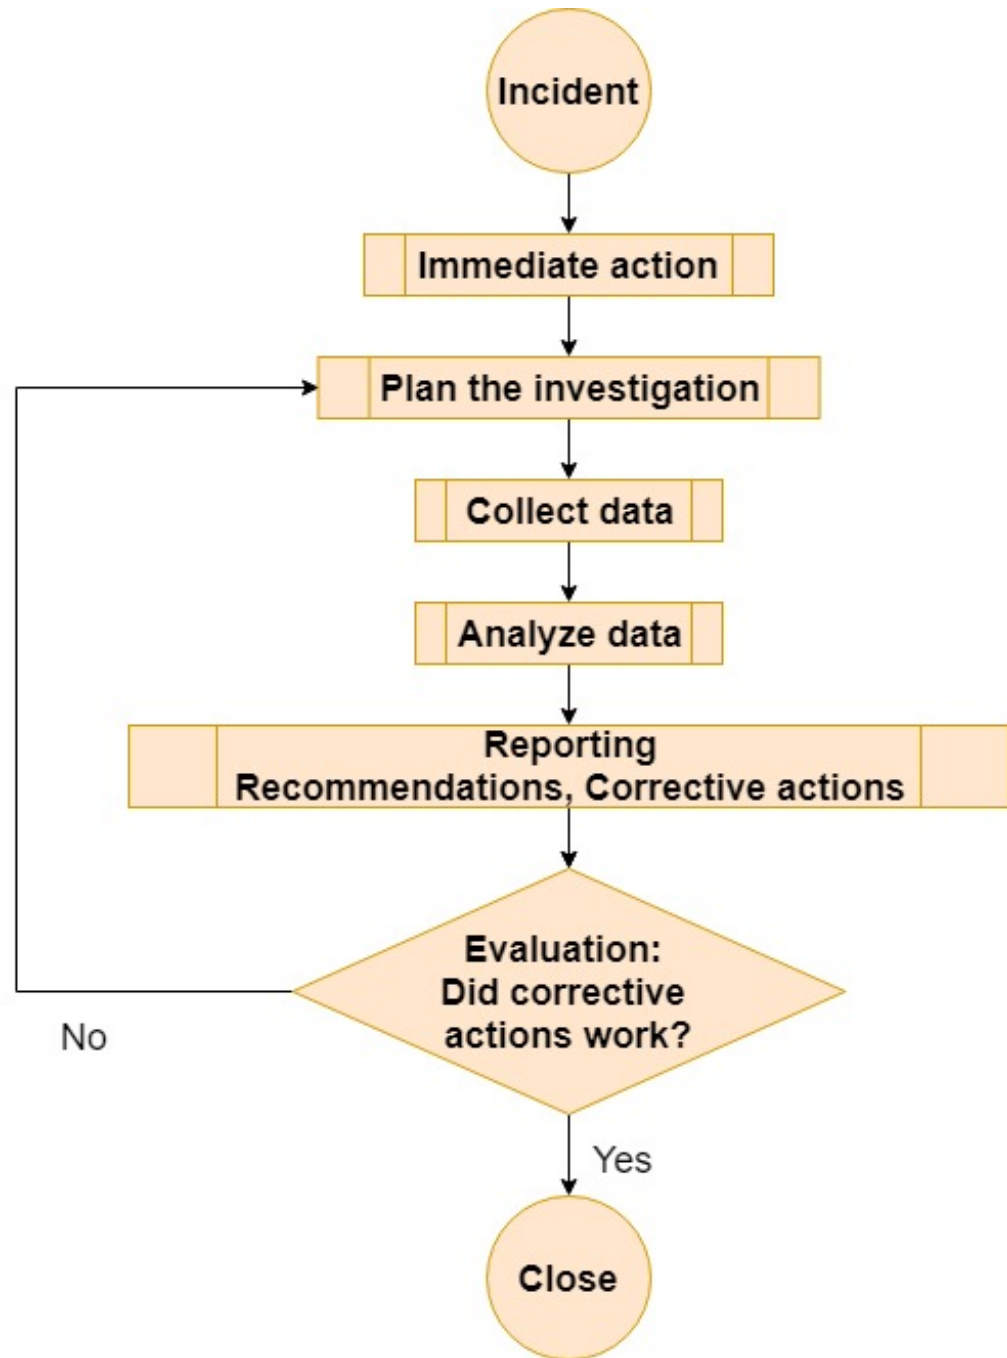 Incident
Immediate action
Plan the investigation
Collect data
Analyze data
Reporting
Recommendations, Corrective actions
Evaluation:
Did corrective
actions work?
No
Yes
Close